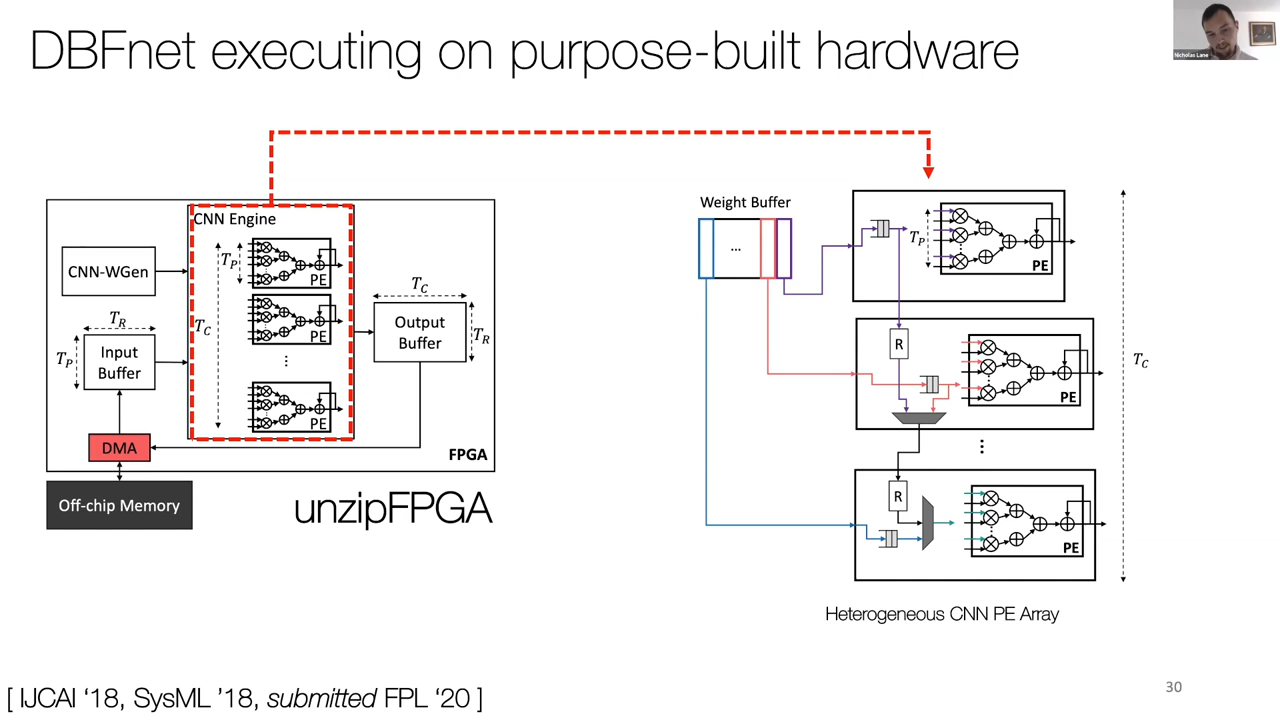 DBFnet executing on purpose-built hardware
Nicholas Lane
CNN Engine
CNN-WGen
T_P
PE
T_R
T_C
T_C
T_P
Input
Buffer
PE
Output
Buffer
T_R
⋮
PE
DMA
FPGA
Off-chip Memory
unzipFPGA
Weight Buffer
...
T_P
PE
R
T_C
PE
⋮
R
PE
Heterogeneous CNN PE Array
[ IJCAI ‘18, SysML ’18, submitted FPL ‘20 ]
30